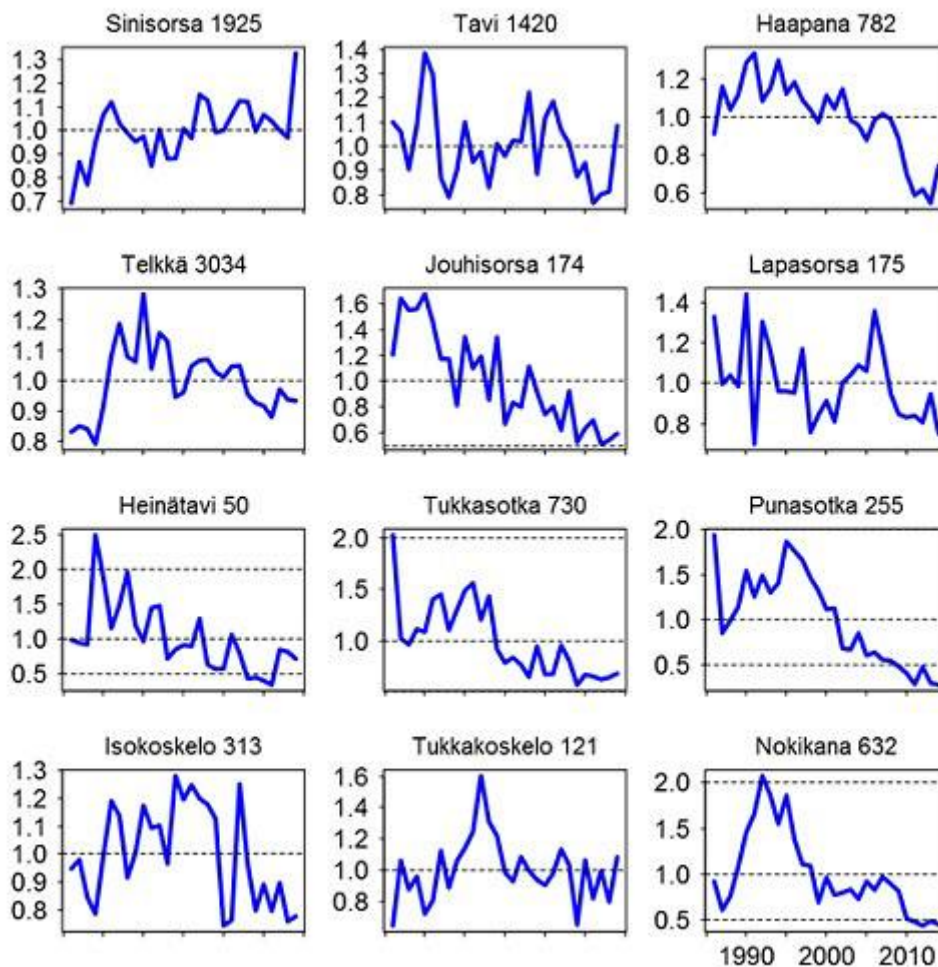 Sinisorsa 1925 Tavi 1420 Haapana 782
1.3 1.2 1.1 1.0 0.9 0.8 0.7
1.4 1.3 1.2 1.1 1.0 0.9 0.8
1.2 1.0 0.8 0.6
Telkkä 3034 Jouhisorsa 174 Lapasorsa 175
1.3 1.2 1.1 1.0 0.9 0.8
1.6 1.4 1.2 1.0 0.8 0.6
1.4 1.2 1.0 0.8
Heinätavi 50 Tukkasotka 730 Punasotka 255
2.5 2.0 1.5 1.0 0.5
2.0 1.5 1.0
2.0 1.5 1.0 0.5
Isokoskelo 313 Tukkakoskelo 121 Nokikana 632
1.3 1.2 1.1 1.0 0.9 0.8
1.6 1.4 1.2 1.0 0.8
2.0 1.5 1.0 0.5
1990 2000 2010